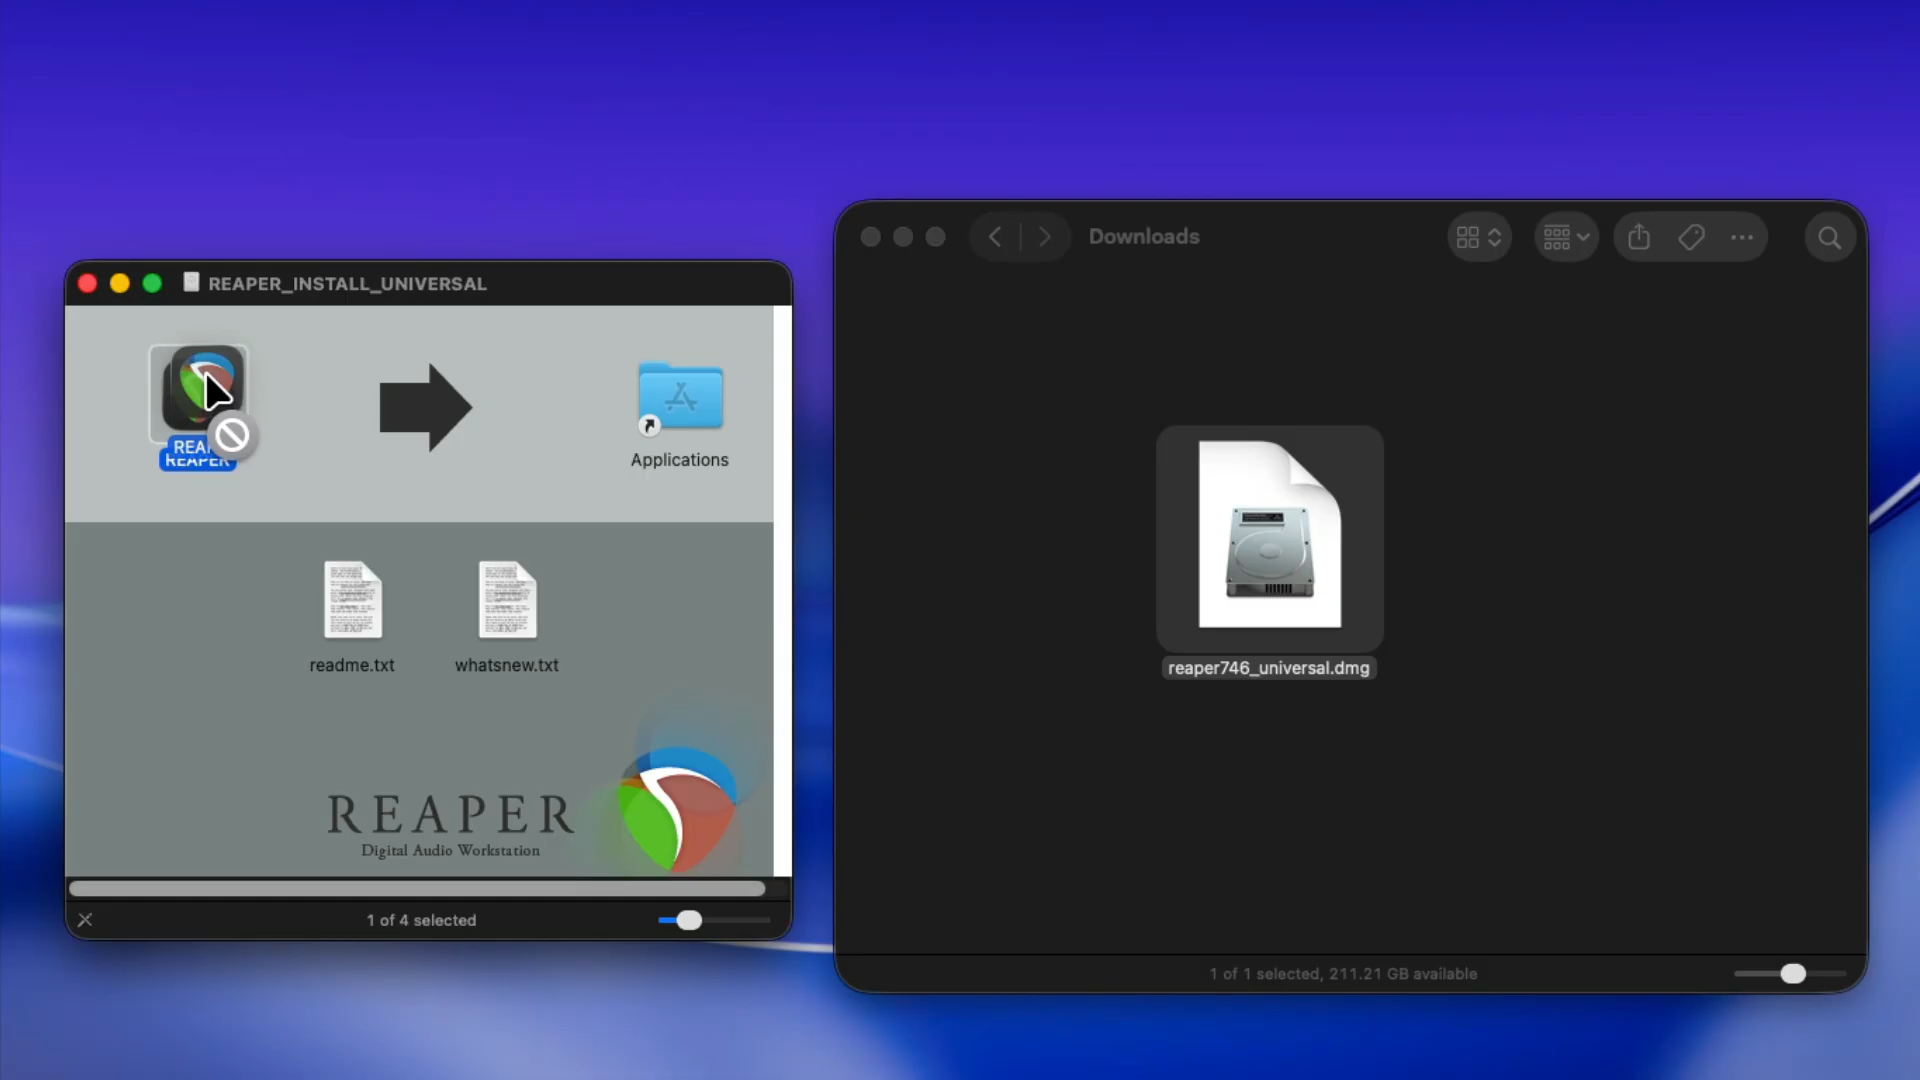 REAPER_INSTALL_UNIVERSAL
REAPER
Applications
readme.txt
whatsnew.txt
REAPER
Digital Audio Workstation
1 of 4 selected
Downloads
reaper746_universal.dmg
1 of 1 selected, 211.21 GB available